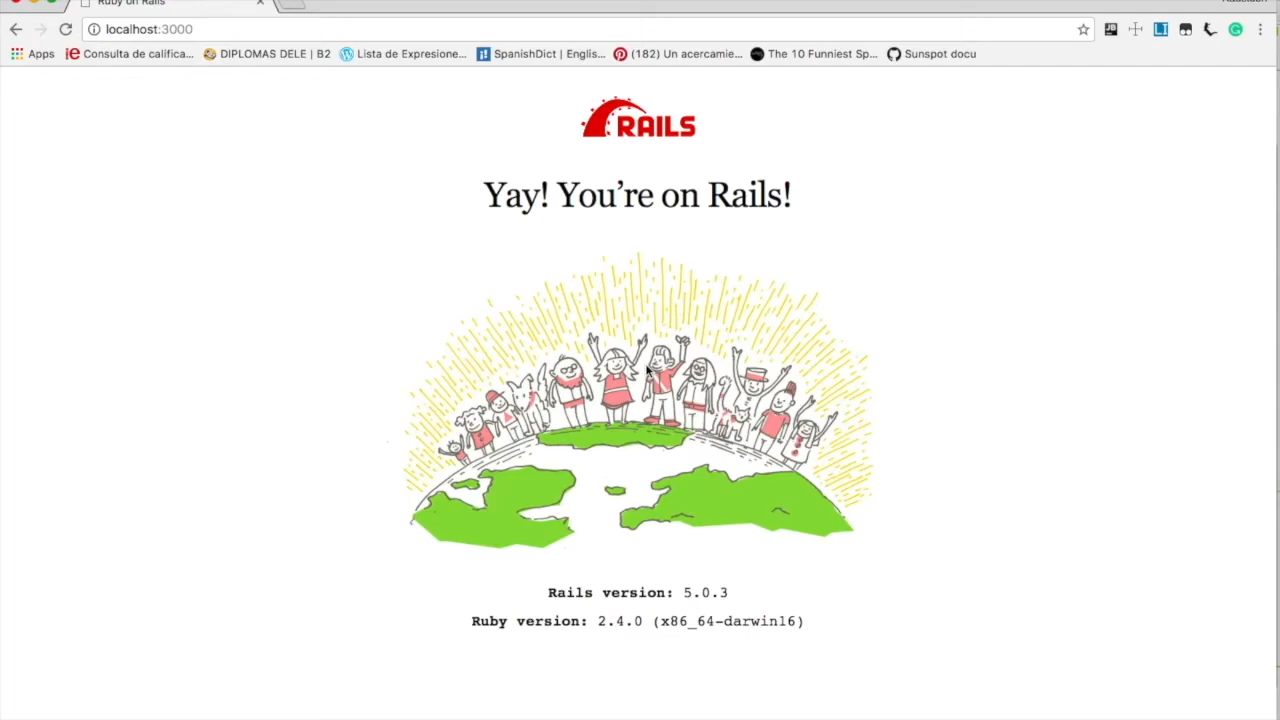 Ruby on Rails
localhost:3000
Apps
Consulta de califica...
DIPLOMAS DELE | B2
Lista de Expresione...
SpanishDict | Englis...
(182) Un acercamie...
The 10 Funniest Sp...
Sunspot docu
RAILS
Yay! You’re on Rails!
Rails version: 5.0.3
Ruby version: 2.4.0 (x86_64-darwin16)